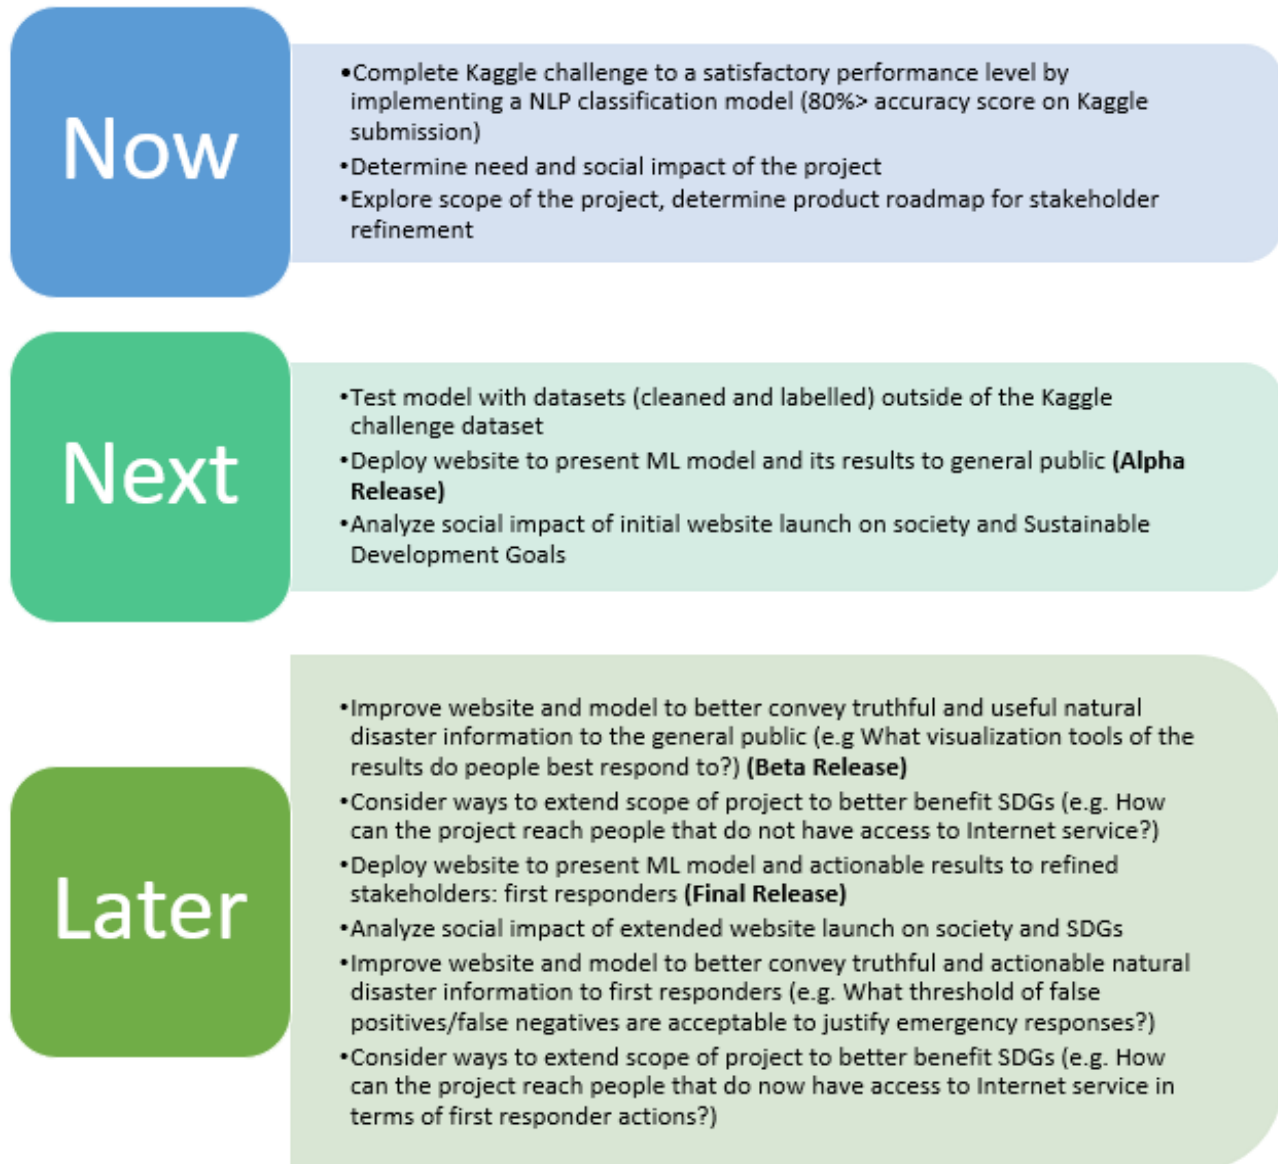 Now
•Complete Kaggle challenge to a satisfactory performance level by
implementing a NLP classification model (80%> accuracy score on Kaggle
submission)
•Determine need and social impact of the project
•Explore scope of the project, determine product roadmap for stakeholder
refinement
Next
•Test model with datasets (cleaned and labelled) outside of the Kaggle
challenge dataset
•Deploy website to present ML model and its results to general public (Alpha
Release)
•Analyze social impact of initial website launch on society and Sustainable
Development Goals
Later
•Improve website and model to better convey truthful and useful natural
disaster information to the general public (e.g What visualization tools of the
results do people best respond to?) (Beta Release)
•Consider ways to extend scope of project to better benefit SDGs (e.g. How
can the project reach people that do not have access to Internet service?)
•Deploy website to present ML model and actionable results to refined
stakeholders: first responders (Final Release)
•Analyze social impact of extended website launch on society and SDGs
•Improve website and model to better convey truthful and actionable natural
disaster information to first responders (e.g. What threshold of false
positives/false negatives are acceptable to justify emergency responses?)
•Consider ways to extend scope of project to better benefit SDGs (e.g. How
can the project reach people that do now have access to Internet service in
terms of first responder actions?)